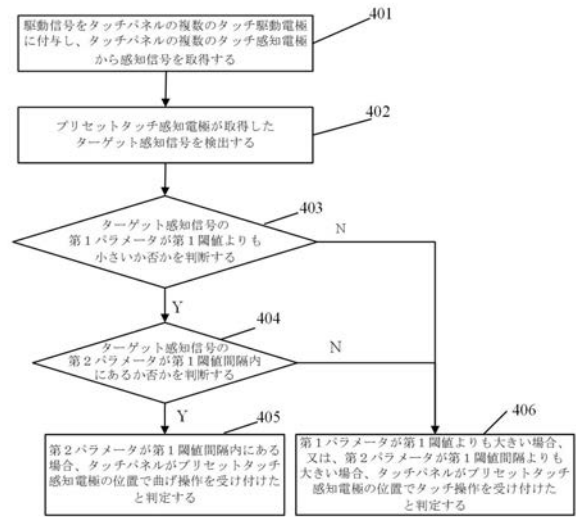 駆動信号をタッチパネルの複数のタッチ駆動電極
に付与し、タッチパネルの複数のタッチ感知電極
から感知信号を取得する
401
プリセットタッチ感知電極が取得した
ターゲット感知信号を検出する
402
ターゲット感知信号の
第1パラメータが第1閾値よりも
小さいか否かを判断する
403
N
Y
ターゲット感知信号の
第2パラメータが第1閾値間隔内
にあるか否かを判断する
404
N
Y
第2パラメータが第1閾値間隔内にある
場合、タッチパネルがプリセットタッチ
感知電極の位置で曲げ操作を受け付けた
と判定する
405
第1パラメータが第1閾値よりも大きい場合、
又は、第2パラメータが第1閾値間隔よりも
大きい場合、タッチパネルがプリセットタッチ
感知電極の位置でタッチ操作を受け付けた
と判定する
406